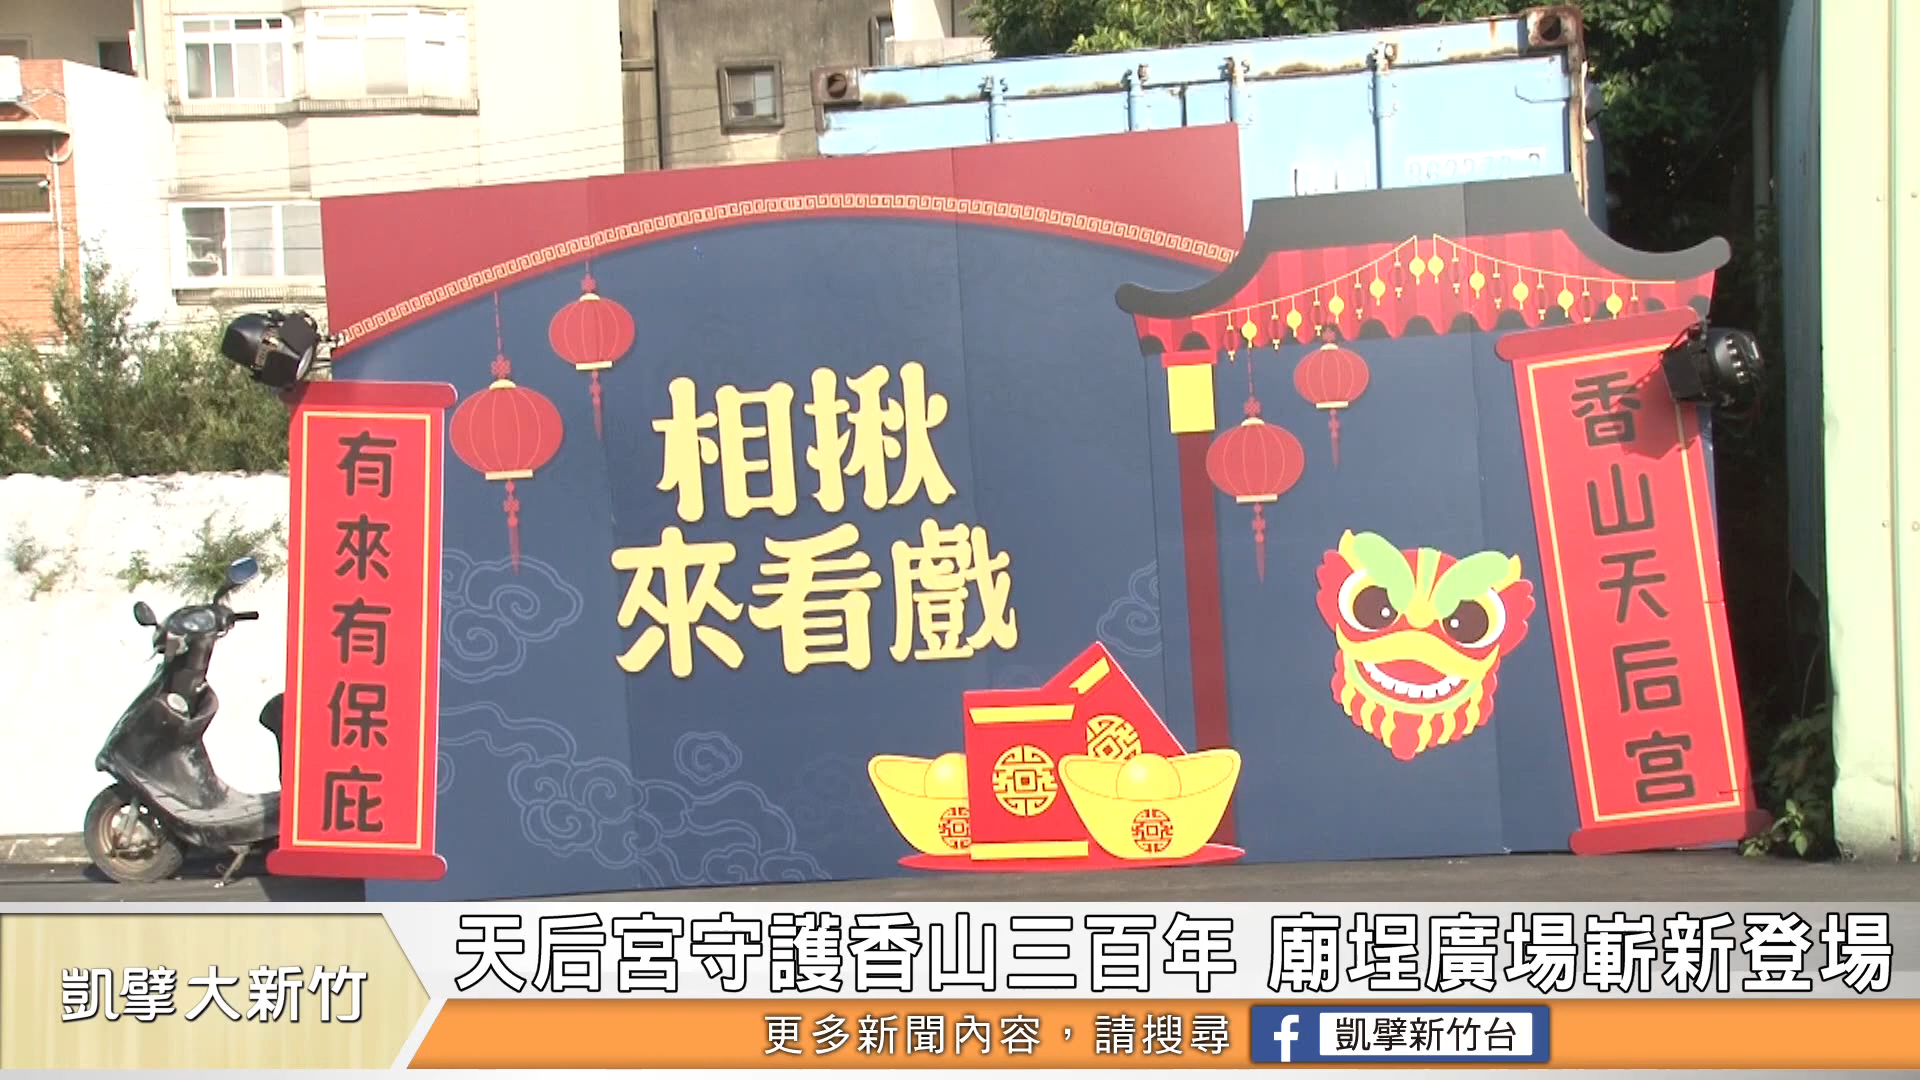 相揪
來看戲
有來有保庇
香山天后宮
天后宮守護香山三百年 廟埕廣場嶄新登場
凱擘大新竹
更多新聞內容，請搜尋
f 凱擘新竹台